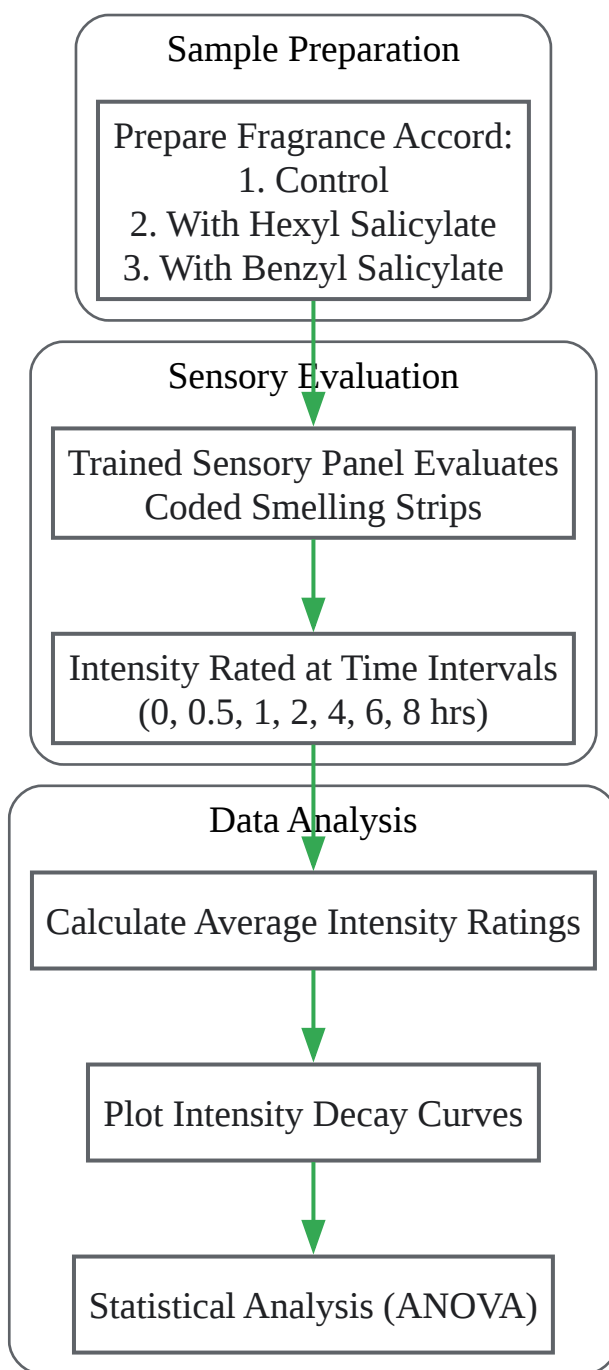 Sample Preparation
Prepare Fragrance Accord:
1. Control
2. With Hexyl Salicylate
3. With Benzyl Salicylate
Sensory Evaluation
Trained Sensory Panel Evaluates
Coded Smelling Strips
Intensity Rated at Time Intervals
(0, 0.5, 1, 2, 4, 6, 8 hrs)
Data Analysis
Calculate Average Intensity Ratings
Plot Intensity Decay Curves
Statistical Analysis (ANOVA)